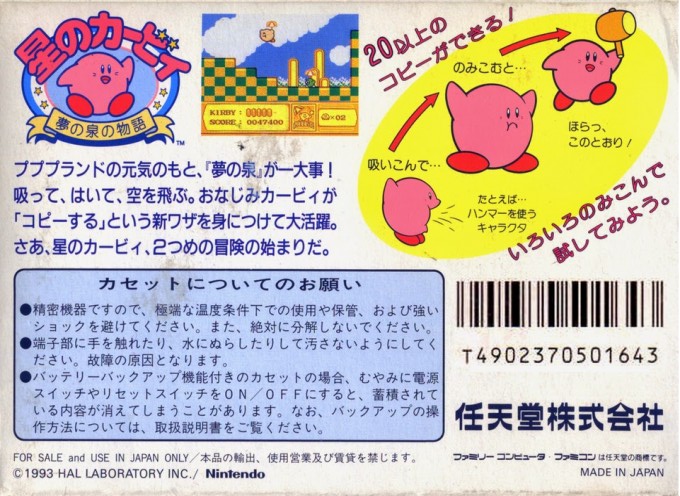 星のカービィ
夢の泉の物語
TM
KIRBY:
SCORE: 0047400
×02
20以上の
コピーができる!
のみこむと…
ほらっ、
このとおり!
吸いこんで…
たとえば…
ハンマーを使う
キャラクタ
いろいろのみこんで
試してみよう。
プププランドの元気のもと、『夢の泉』が一大事!
吸って、はいて、空を飛ぶ。おなじみカービィが
「コピーする」という新ワザを身につけて大活躍。
さあ、星のカービィ、2つめの冒険の始まりだ。
カセットについてのお願い
●精密機器ですので、極端な温度条件下での使用や保管、および強い
ショックを避けてください。また、絶対に分解しないでください。
●端子部に手を触れたり、水にぬらしたりして汚さないようにしてく
ださい。故障の原因となります。
●バッテリーバックアップ機能付きのカセットの場合、むやみに電源
スイッチやリセットスイッチをON/OFFにすると、蓄積されて
いる内容が消えてしまうことがあります。なお、バックアップの操
作方法については、取扱説明書をご覧ください。
T4902370501643
任天堂株式会社
FOR SALE and USE IN JAPAN ONLY/本品の輸出、使用営業及び賃貸を禁じます。
©1993 HAL LABORATORY INC./ Nintendo
ファミリーコンピュータ・ファミコンは任天堂の商標です。
MADE IN JAPAN